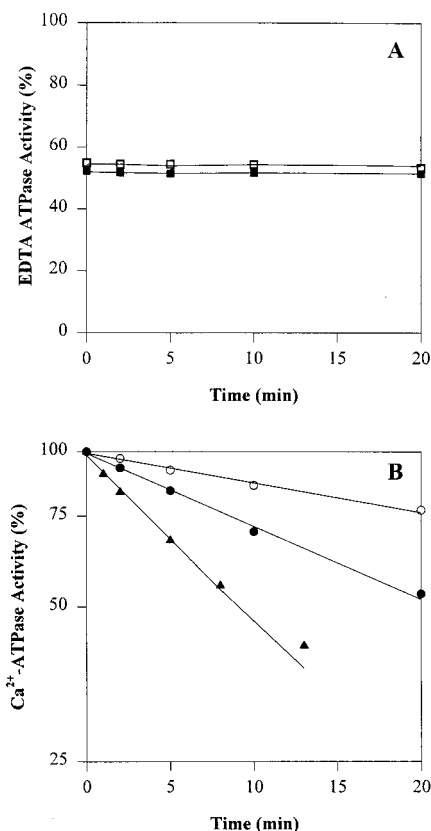 A
EDTA ATPase Activity (%)
100
80
60
40
20
0
0 5 10 15 20
Time (min)
B
Ca²⁺-ATPase Activity (%)
100
75
50
25
0 5 10 15 20
Time (min)